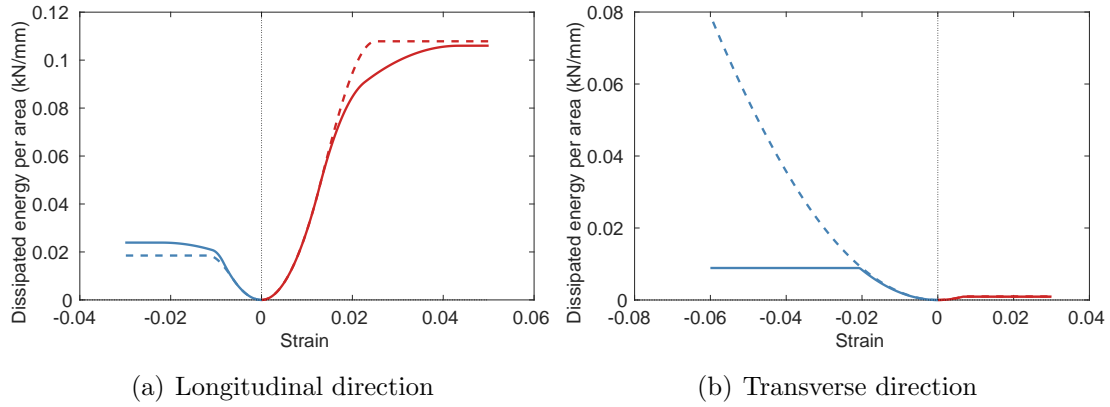 0.12
0.1
0.08
0.06
0.04
0.02
0
Dissipated energy per area (kN/mm)
-0.04 -0.02 0 0.02 0.04 0.06
Strain
(a) Longitudinal direction
0.08
0.06
0.04
0.02
0
Dissipated energy per area (kN/mm)
-0.08 -0.06 -0.04 -0.02 0 0.02 0.04
Strain
(b) Transverse direction